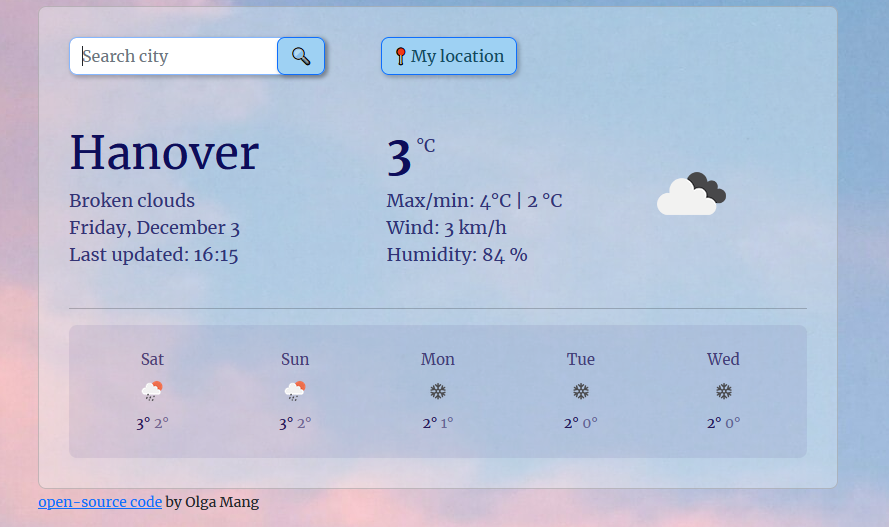 Search city
My location
Hanover
3 °C
Broken clouds
Max/min: 4°C | 2 °C
Friday, December 3
Wind: 3 km/h
Last updated: 16:15
Humidity: 84 %
Sat Sun Mon Tue Wed
3° 2° 3° 2° 2° 1° 2° 0° 2° 0°
open-source code by Olga Mang